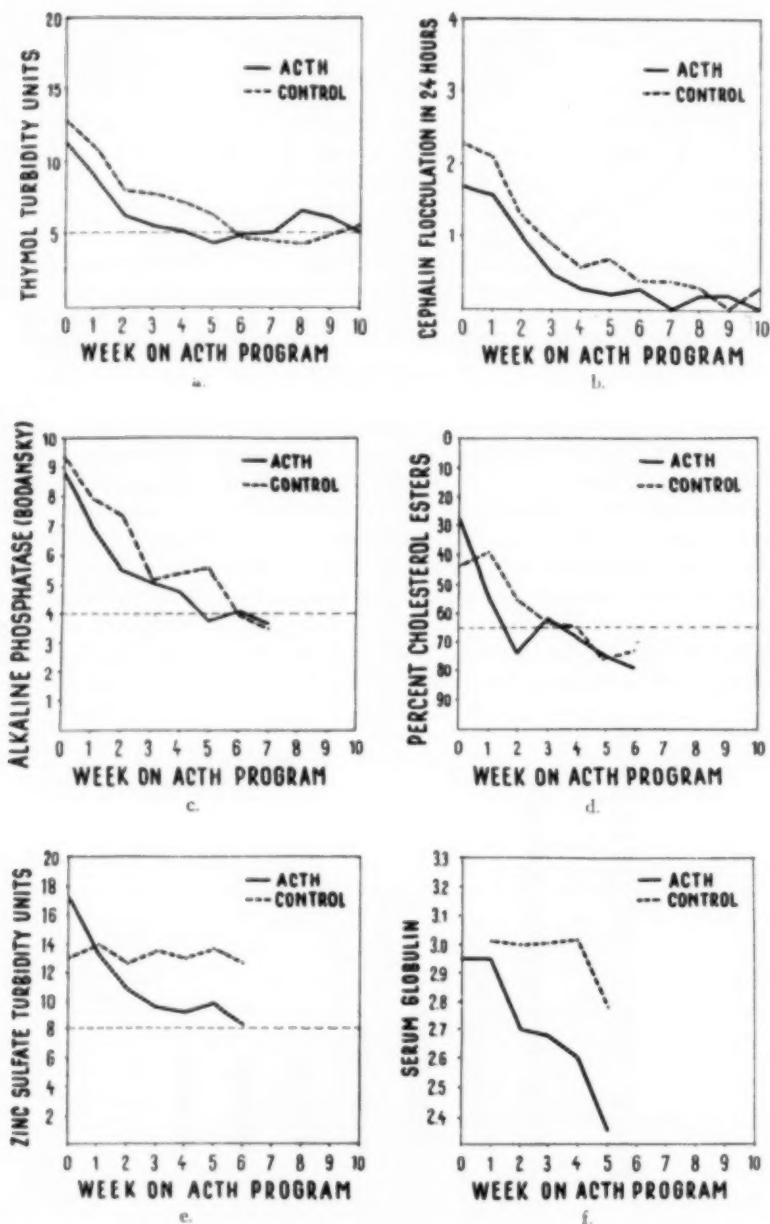 THYMOL TURBIDITY UNITS
20
15
10
5
ACTH
CONTROL
0 1 2 3 4 5 6 7 8 9 10
WEEK ON ACTH PROGRAM
a.
CEPHALIN FLOCCULATION IN 24 HOURS
4
3
2
1
ACTH
CONTROL
0 1 2 3 4 5 6 7 8 9 10
WEEK ON ACTH PROGRAM
b.
ALKALINE PHOSPHATASE (BODANSKY)
10
9
8
7
6
5
4
3
2
1
ACTH
CONTROL
0 1 2 3 4 5 6 7 8 9 10
WEEK ON ACTH PROGRAM
c.
PERCENT CHOLESTEROL ESTERS
0
20
30
40
50
60
70
80
90
ACTH
CONTROL
0 1 2 3 4 5 6 7 8 9 10
WEEK ON ACTH PROGRAM
d.
ZINC SULFATE TURBIDITY UNITS
20
18
16
14
12
10
8
6
4
2
ACTH
CONTROL
0 1 2 3 4 5 6 7 8 9 10
WEEK ON ACTH PROGRAM
e.
SERUM GLOBULIN
3.3
3.2
3.1
3.0
2.9
2.8
2.7
2.6
2.5
2.4
ACTH
CONTROL
0 1 2 3 4 5 6 7 8 9 10
WEEK ON ACTH PROGRAM
f.